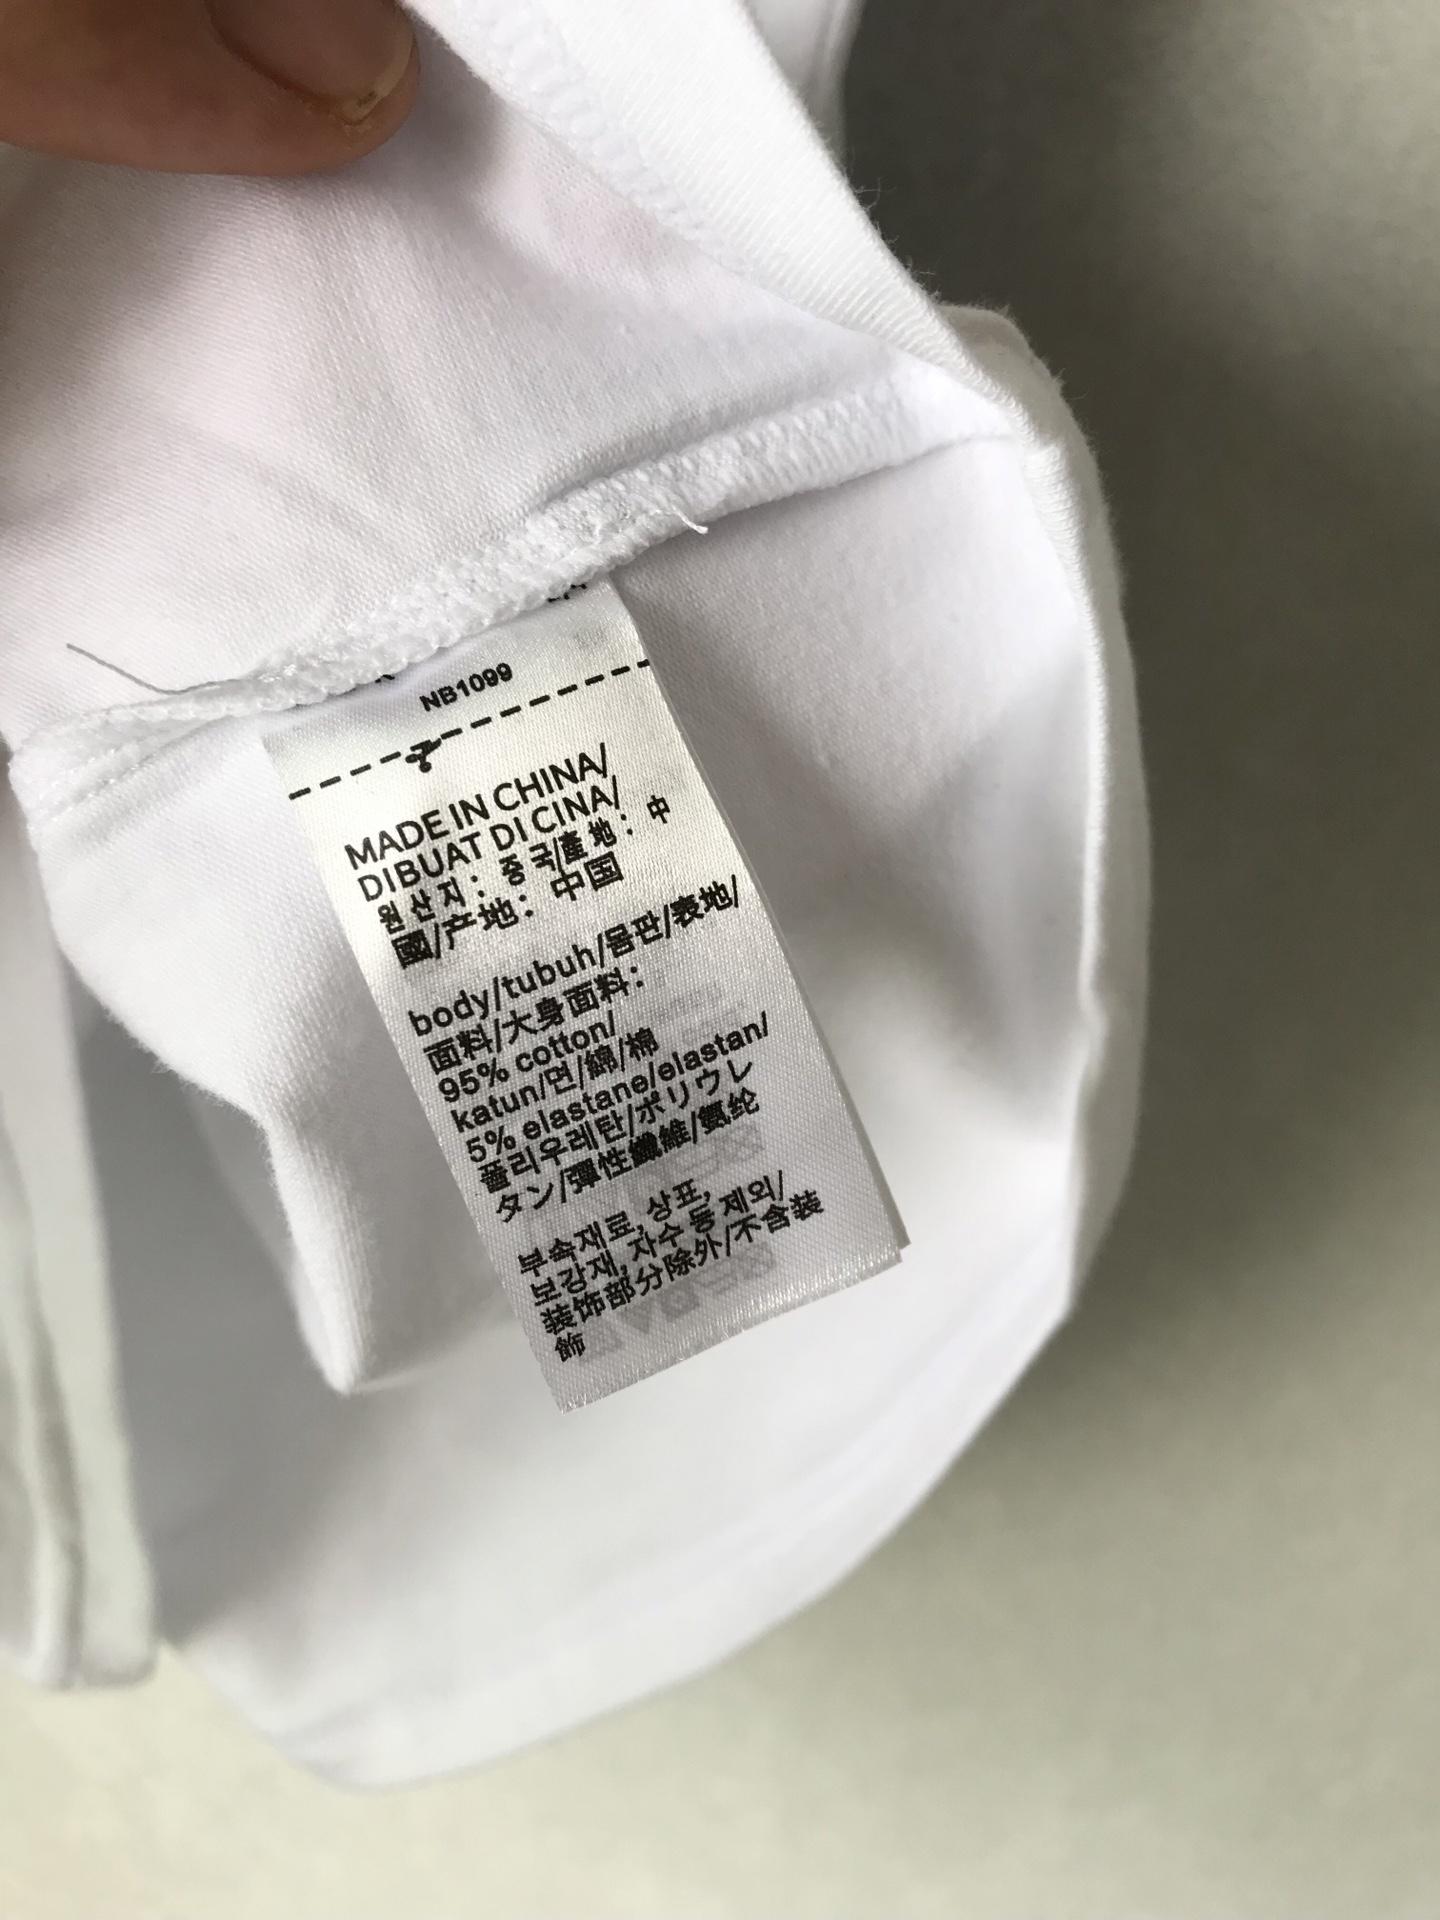 NB1099
MADE IN CHINA/
DIBUAT DI CINA/
원산지: 중국/產地: 中
國/产地: 中国
body/tubuh/몸판/表地/
面料/大身面料:
95% cotton/
katun/면/綿/棉
5% elastane/elastan/
폴리우레탄/ポリウレ
タン/彈性纖維/氨纶
부속재료, 상표,
보강재, 자수 등 제외/
装饰部分除外/不含装
饰